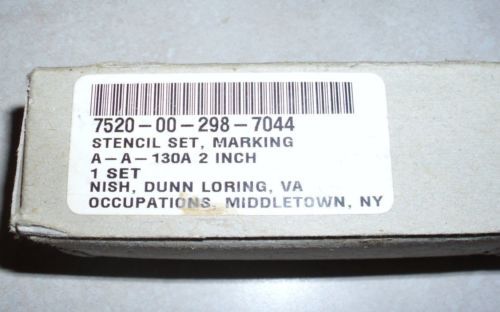 7520-00-298-7044
STENCIL SET, MARKING
A-A-130A 2 INCH
1 SET
NISH, DUNN LORING, VA
OCCUPATIONS, MIDDLETOWN, NY